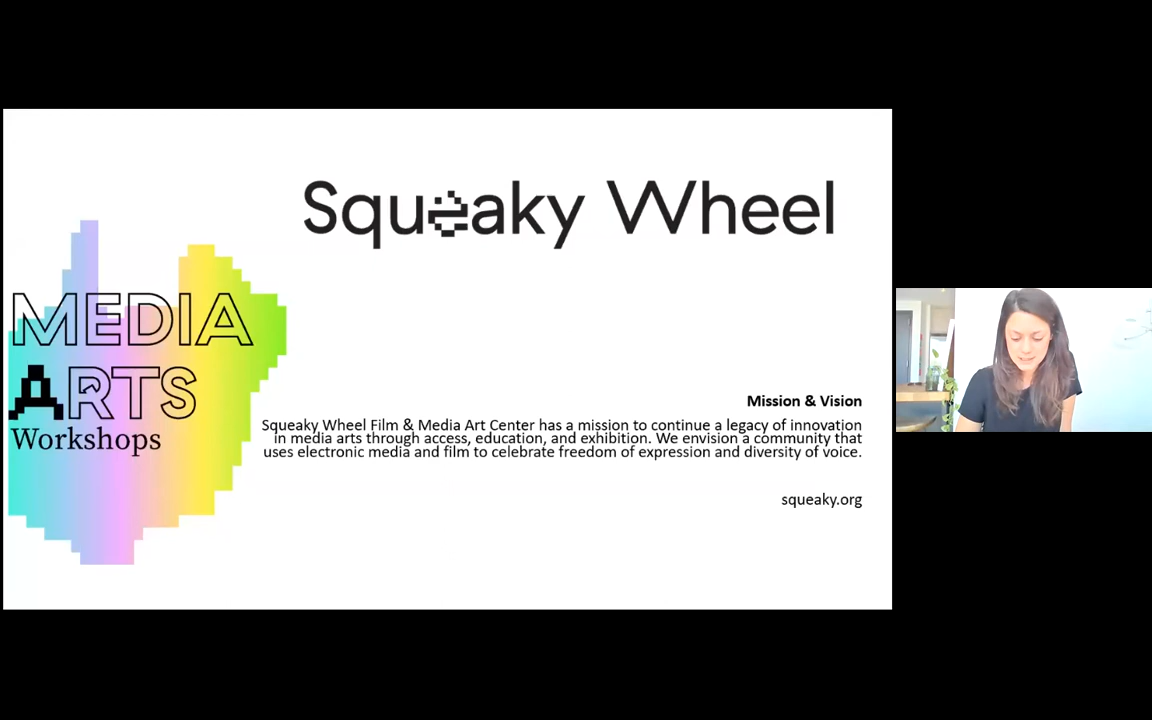 Squeaky Wheel
MEDIA
ARTS
Workshops
Mission & Vision
Squeaky Wheel Film & Media Art Center has a mission to continue a legacy of innovation
in media arts through access, education, and exhibition. We envision a community that
uses electronic media and film to celebrate freedom of expression and diversity of voice.
squeaky.org